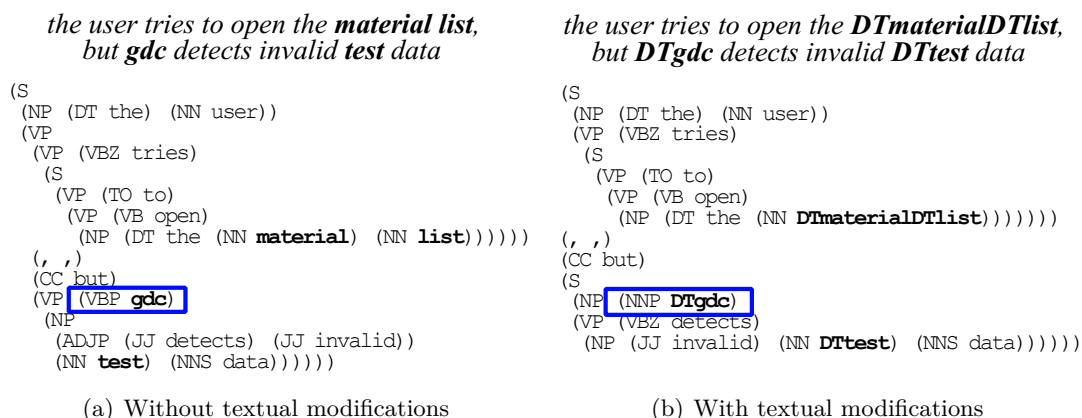 the user tries to open the material list,
but gdc detects invalid test data
(S
(NP (DT the) (NN user))
(VP
(VP (VBZ tries)
(S
(VP (TO to)
(VP (VB open)
(NP (DT the (NN material) (NN list))))))
(, ,)
(CC but)
(VP (VBP gdc)
(NP
(ADJP (JJ detects) (JJ invalid))
(NN test) (NNS data))))))
(a) Without textual modifications
the user tries to open the DTmaterialDTlist,
but DTgdc detects invalid DTtest data
(S
(NP (DT the) (NN user))
(VP (VBZ tries)
(S
(VP (TO to)
(VP (VB open)
(NP (DT the (NN DTmaterialDTlist)))))))
(, ,)
(CC but)
(S
(NP (NNP DTgdc)
(VP (VBZ detects)
(NP (JJ invalid) (NN DTtest) (NNS data))))))
(b) With textual modifications